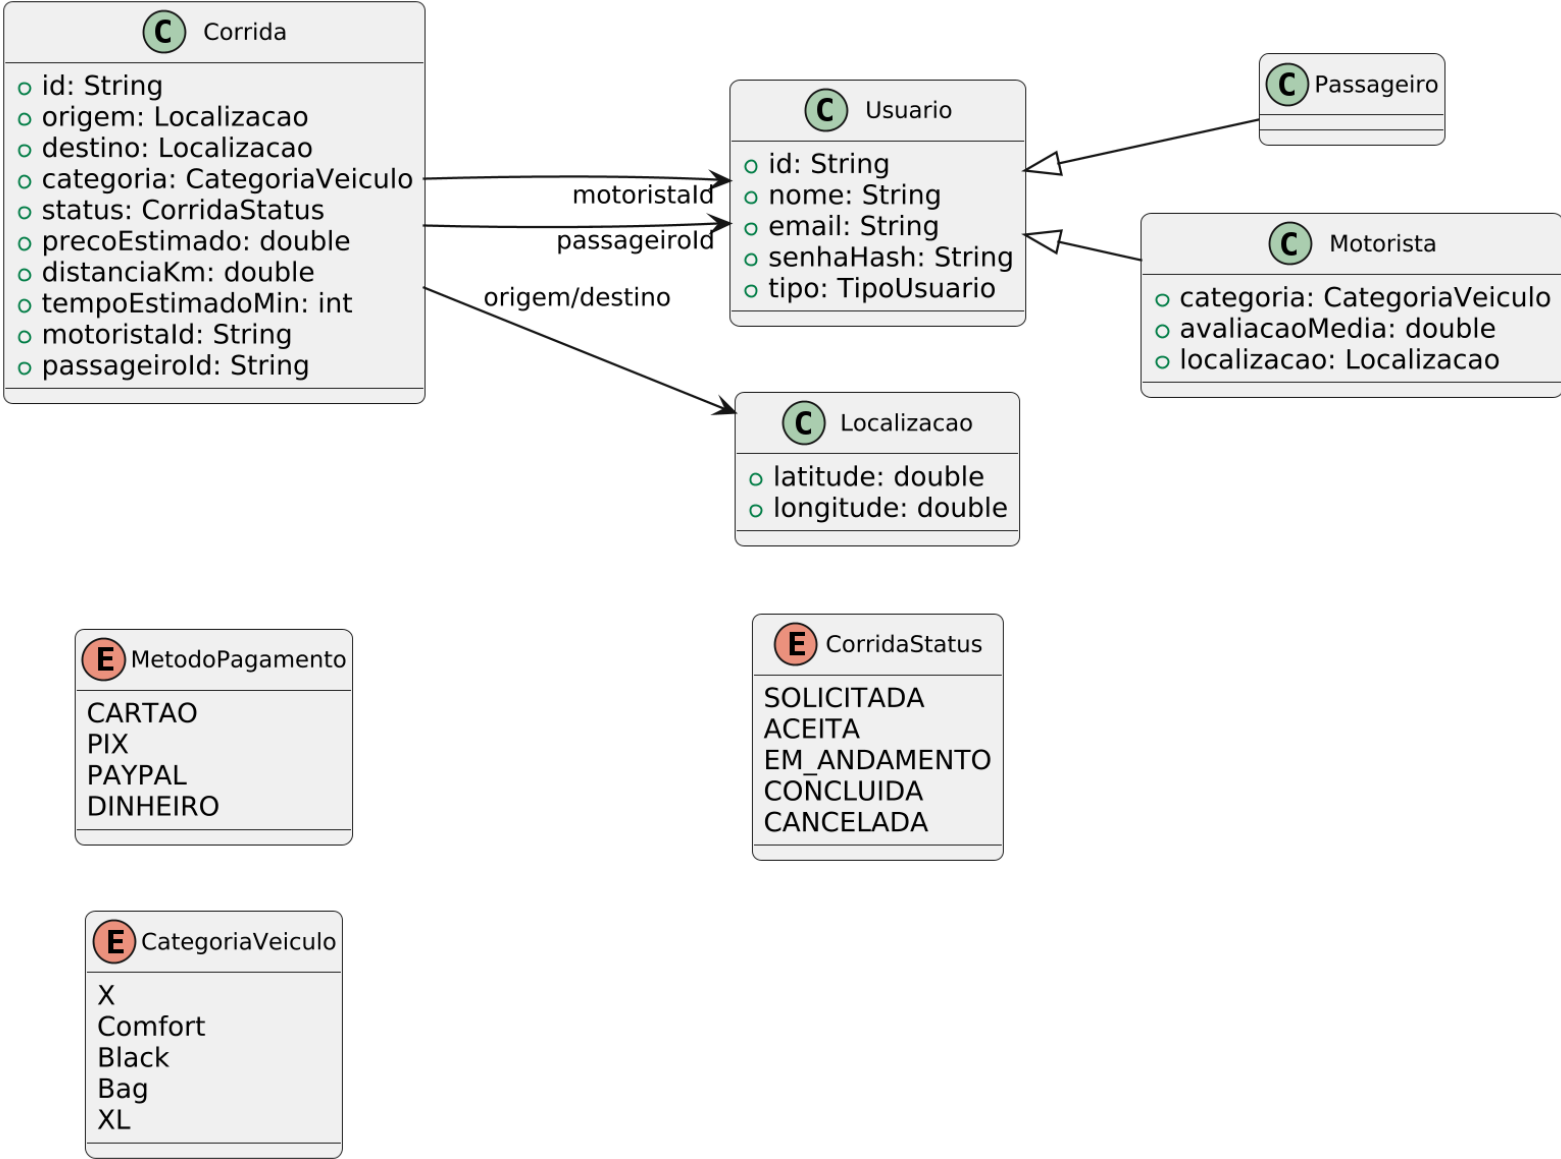 C Corrida
id: String
origem: Localizacao
destino: Localizacao
categoria: CategoriaVeiculo
status: CorridaStatus
precoEstimado: double
distanciaKm: double
tempoEstimadoMin: int
motoristaId: String
passageiroId: String
motoristaId
passageiroId
origem/destino
C Usuario
id: String
nome: String
email: String
senhaHash: String
tipo: TipoUsuario
C Passageiro
C Motorista
categoria: CategoriaVeiculo
avaliacaoMedia: double
localizacao: Localizacao
C Localizacao
latitude: double
longitude: double
E MetodoPagamento
CARTAO
PIX
PAYPAL
DINHEIRO
E CorridaStatus
SOLICITADA
ACEITA
EM_ANDAMENTO
CONCLUIDA
CANCELADA
E CategoriaVeiculo
X
Comfort
Black
Bag
XL